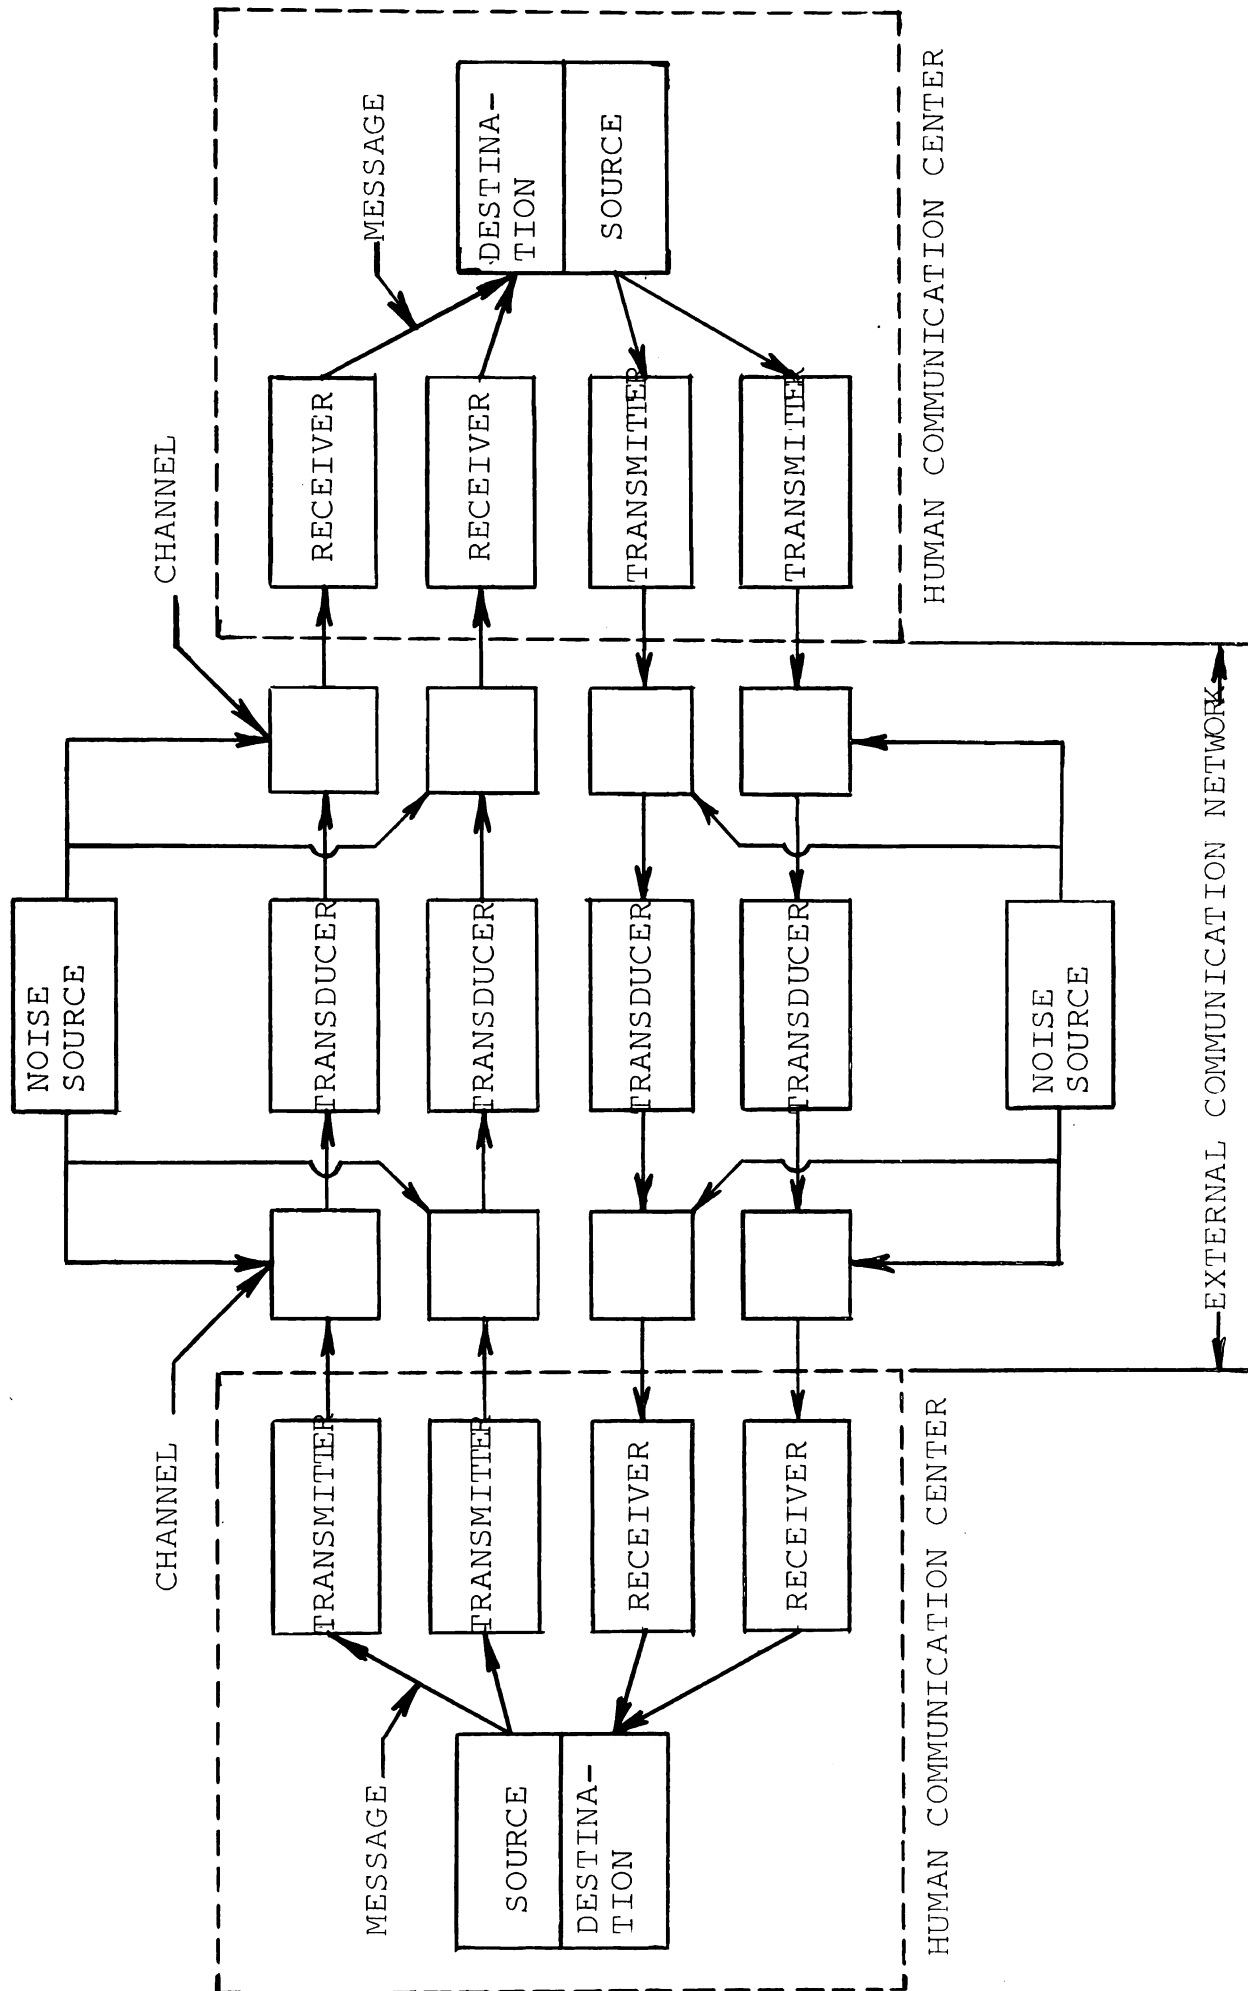 NOISE
SOURCE
CHANNEL
CHANNEL
TRANSMITTER
TRANSDUCER
RECEIVER
MESSAGE
MESSAGE
TRANSMITTER
TRANSDUCER
RECEIVER
SOURCE
DESTINA-
TION
DESTINA-
TION
SOURCE
RECEIVER
TRANSDUCER
TRANSMITTER
RECEIVER
TRANSDUCER
TRANSMITTER
HUMAN COMMUNICATION CENTER
HUMAN COMMUNICATION CENTER
NOISE
SOURCE
EXTERNAL COMMUNICATION NETWORK